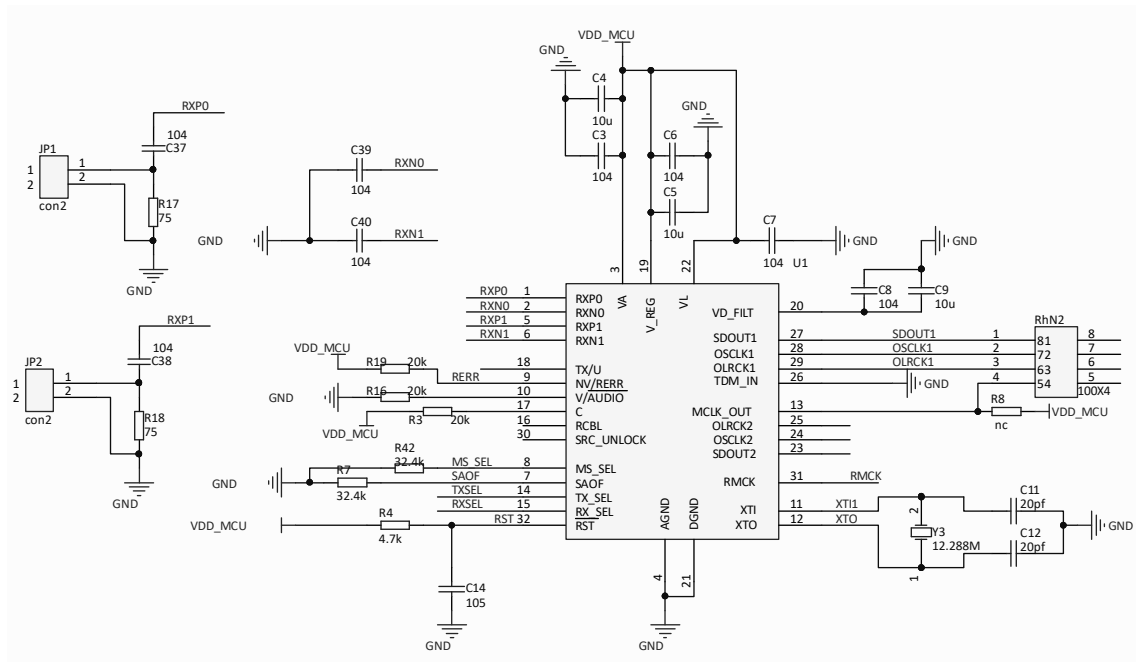 VDD_MCU
GND
C4
10u
C3
104
C6
104
GND
C5
10u
C7
104
U1
GND
GND
C8
104
C9
10u
RXP0
104
C37
JP1
1
2
1
2
con2
R17
75
GND
C39
104
RXN0
C40
104
RXN1
GND
RXP1
104
C38
JP2
1
2
1
2
con2
R18
75
GND
3
19
22
VA
V_REG
VL
RXP0 1 RXP0
RXN0 2 RXN0
RXP1 5 RXP1
RXN1 6 RXN1
18 TX/U
VDD_MCU
R19 20k
RERR 9 NV/RERR
GND
R16 20k
10 V/AUDIO
VDD_MCU
R3 20k
17 C
16 RCBL
30 SRC_UNLOCK
R42
32.4k
MS_SEL 8 MS_SEL
GND
R7
32.4k
SAOF 7 SAOF
TXSEL 14 TX_SEL
RXSEL 15 RX_SEL
VDD_MCU
R4
4.7k
RST 32 RST
C14
105
GND
VD_FILT 20
SDOUT1 27 SDOUT1 1
OSCLK1 28 OSCLK1 2
OLRCK1 29 OLRCK1 3
TDM_IN 26 GND
4
RhN2
81 8
72 7
63 6
54 5
100X4
MCLK_OUT 13
R8
nc
VDD_MCU
OLRCK2 25
OSCLK2 24
SDOUT2 23
RMCK 31 RMCK
XTI 11 XTI1
XTO 12 XTO
2
Y3
12.288M
1
C11
20pf
C12
20pf
GND
AGND
DGND
4
21
GND